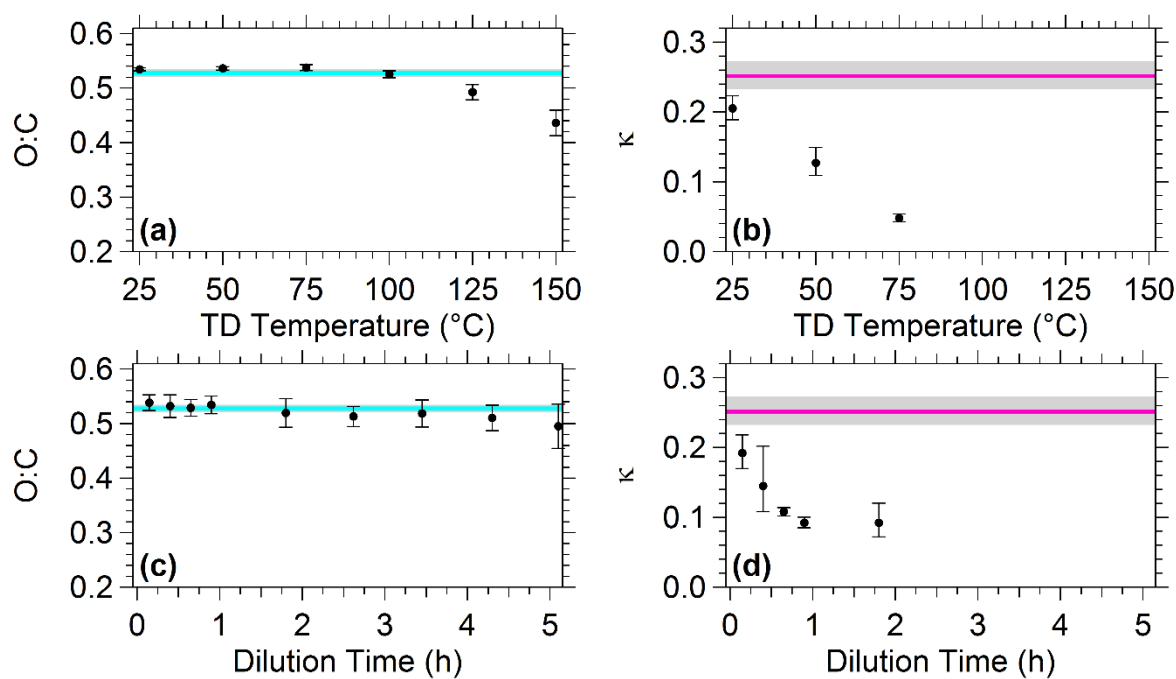 0.6
0.5
0.4
0.3
0.2
O:C
(a)
25 50 75 100 125 150
TD Temperature (°C)
0.3
0.2
0.1
0.0
κ
(b)
25 50 75 100 125 150
TD Temperature (°C)
0.6
0.5
0.4
0.3
0.2
O:C
(c)
0 1 2 3 4 5
Dilution Time (h)
0.3
0.2
0.1
0.0
κ
(d)
0 1 2 3 4 5
Dilution Time (h)